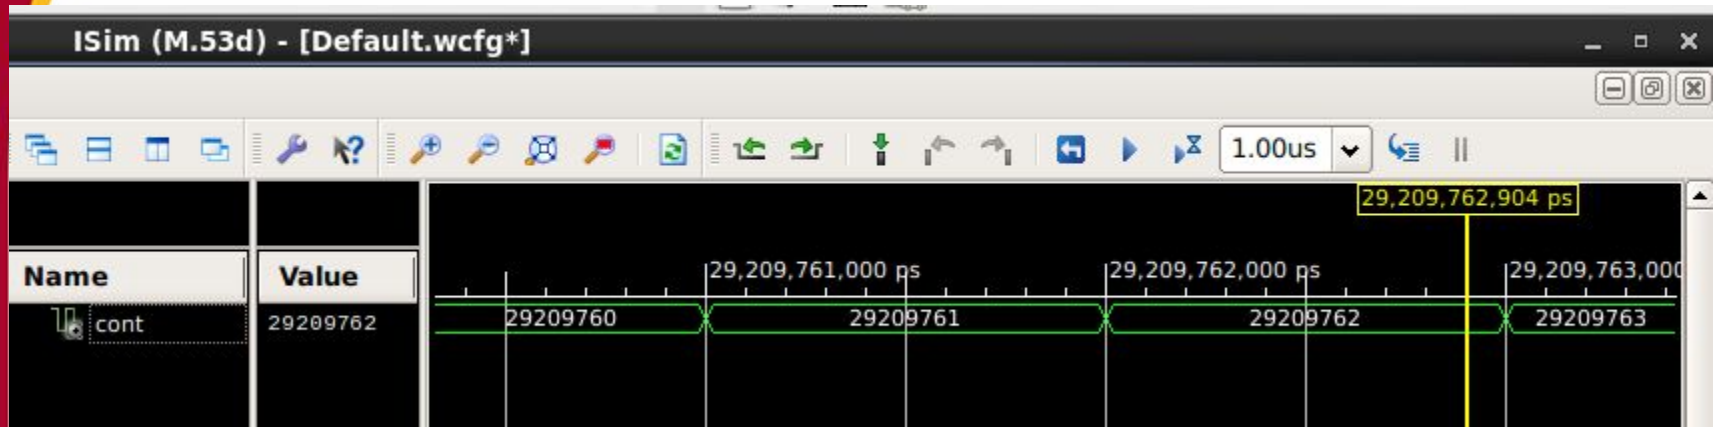 ISim (M.53d) - [Default.wcfg*]
1.00us
29,209,762,904 ps
Name Value 29,209,761,000 ps 29,209,762,000 ps 29,209,763,000
cont 29209762 29209760 29209761 29209762 29209763